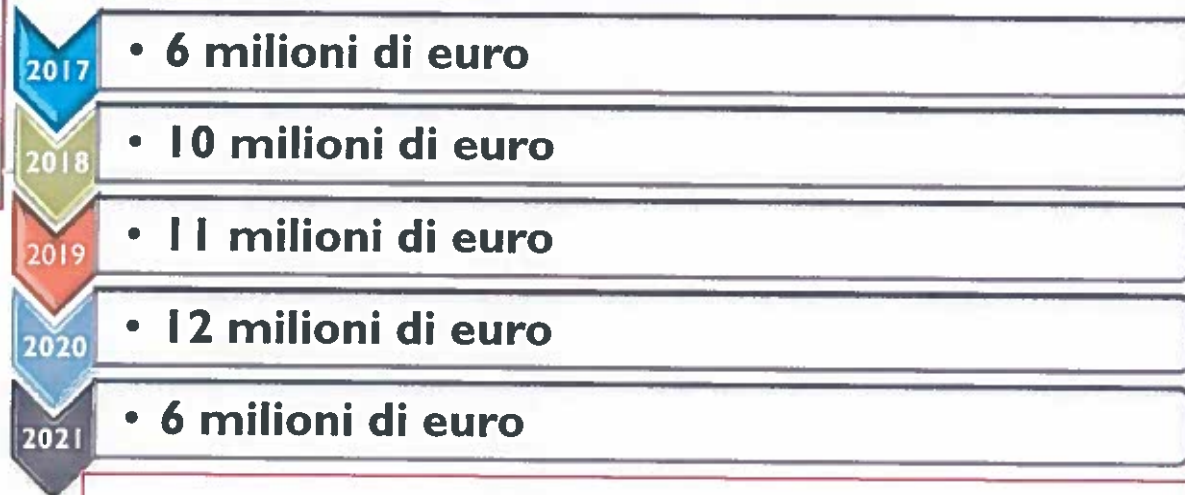 2017
• 6 milioni di euro
2018
• 10 milioni di euro
2019
• 11 milioni di euro
2020
• 12 milioni di euro
2021
• 6 milioni di euro